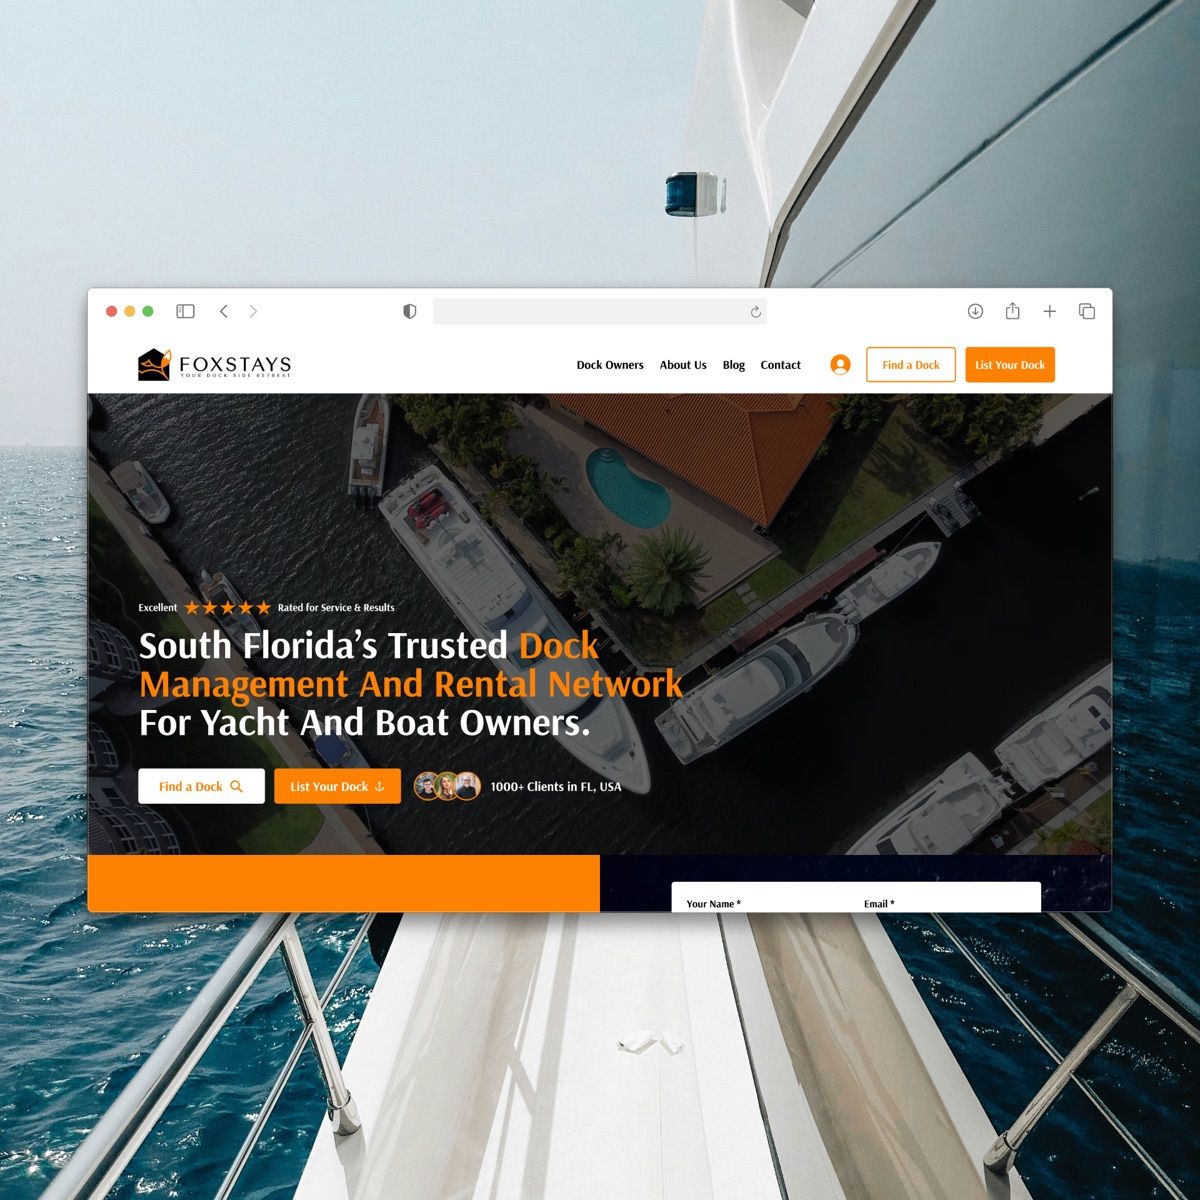 FOXSTAYS
YOUR DOCK SIDE RETREAT
Dock Owners
About Us
Blog
Contact
Find a Dock
List Your Dock
Excellent
Rated for Service & Results
South Florida’s Trusted Dock
Management And Rental Network
For Yacht And Boat Owners.
Find a Dock
List Your Dock
1000+ Clients in FL, USA
Your Name *
Email *